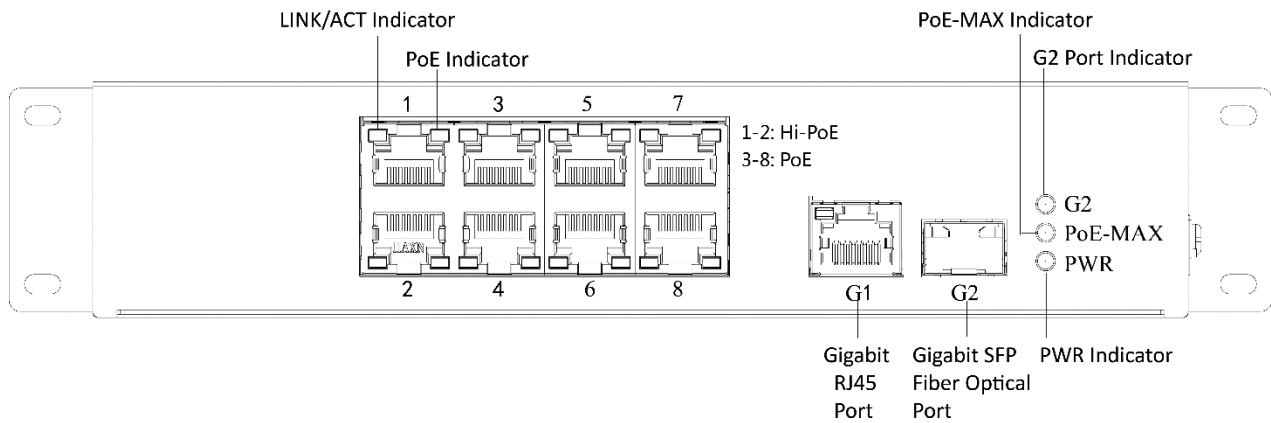 LINK/ACT Indicator
PoE-MAX Indicator
PoE Indicator
G2 Port Indicator
1 3 5 7
1-2: Hi-PoE
3-8: PoE
G2
PoE-MAX
PWR
2 4 6 8
G1 G2
Gigabit
RJ45
Port
Gigabit SFP
Fiber Optical
Port
PWR Indicator